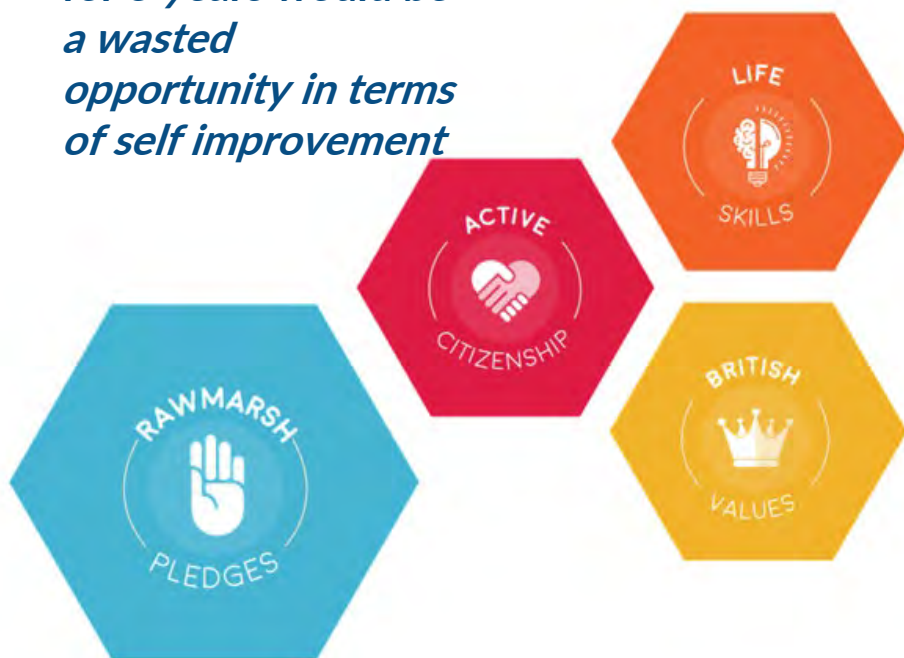 a wasted
opportunity in terms
of self improvement
LIFE
SKILLS
ACTIVE
CITIZENSHIP
BRITISH
VALUES
RAWMARSH
PLEDGES